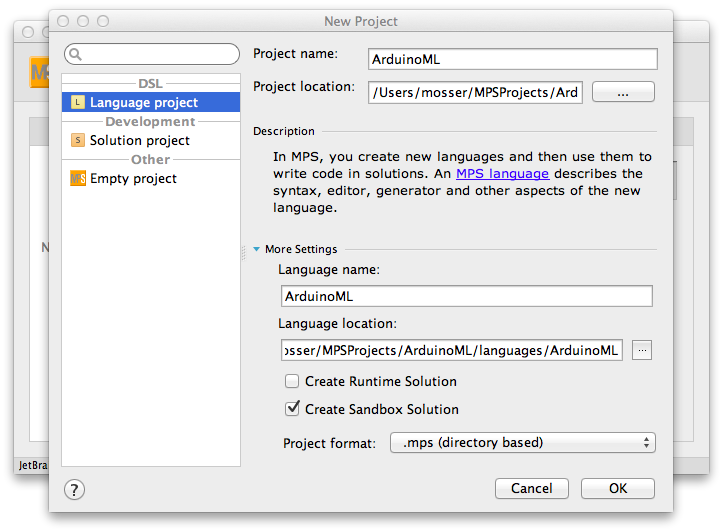 New Project
Project name:
ArduinoML
Project location:
/Users/mosser/MPSProjects/Ard
...
DSL
L Language project
Development
S Solution project
Other
MPS Empty project
Description
In MPS, you create new languages and then use them to
write code in solutions. An MPS language describes the
syntax, editor, generator and other aspects of the new
language.
More Settings
Language name:
ArduinoML
Language location:
osser/MPSProjects/ArduinoML/languages/ArduinoML
...
Create Runtime Solution
Create Sandbox Solution
Project format:
.mps (directory based)
?
Cancel
OK
JetBra